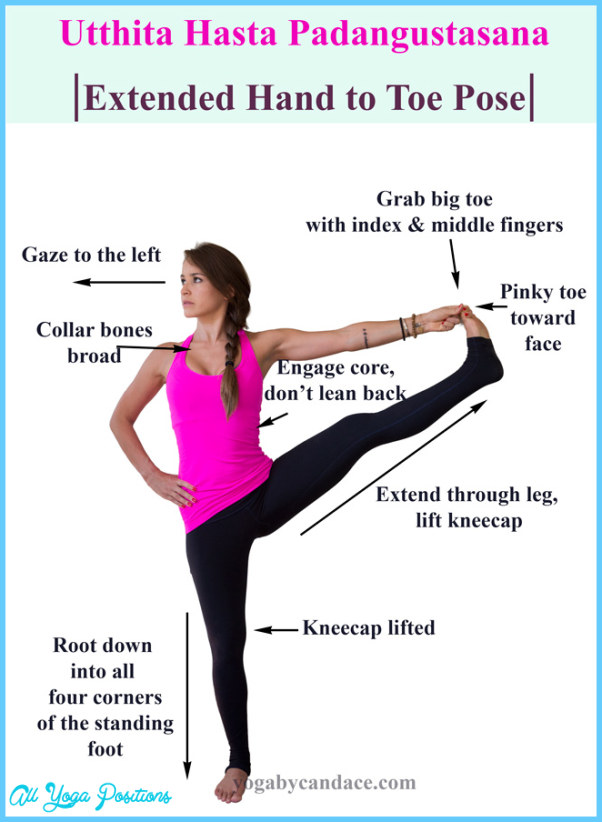 Utthita Hasta Padangustasana
|Extended Hand to Toe Pose|
Grab big toe
with index & middle fingers
Gaze to the left
Pinky toe
toward
face
Collar bones
broad
Engage core,
don't lean back
Extend through leg,
lift kneecap
Kneecap lifted
Root down
into all
four corners
of the standing
foot
yogabycandace.com
All Yoga Positions